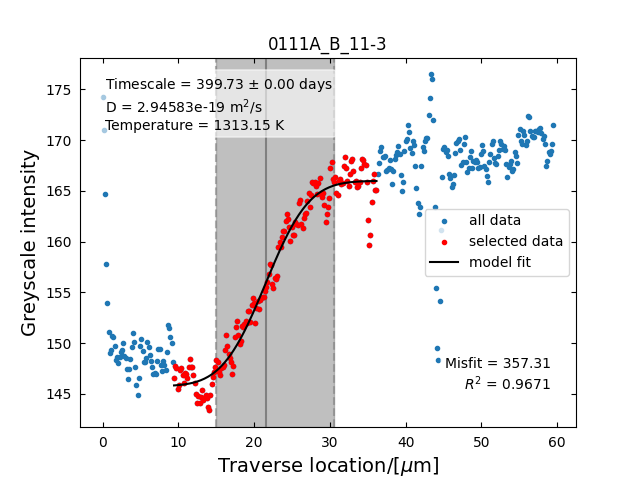 0111A_B_11-3
Timescale = 399.73 ± 0.00 days
D = 2.94583e-19 m²/s
Temperature = 1313.15 K
175
170
165
160
155
150
145
Greyscale intensity
all data
selected data
model fit
Misfit = 357.31
R² = 0.9671
0 10 20 30 40 50 60
Traverse location/[μm]